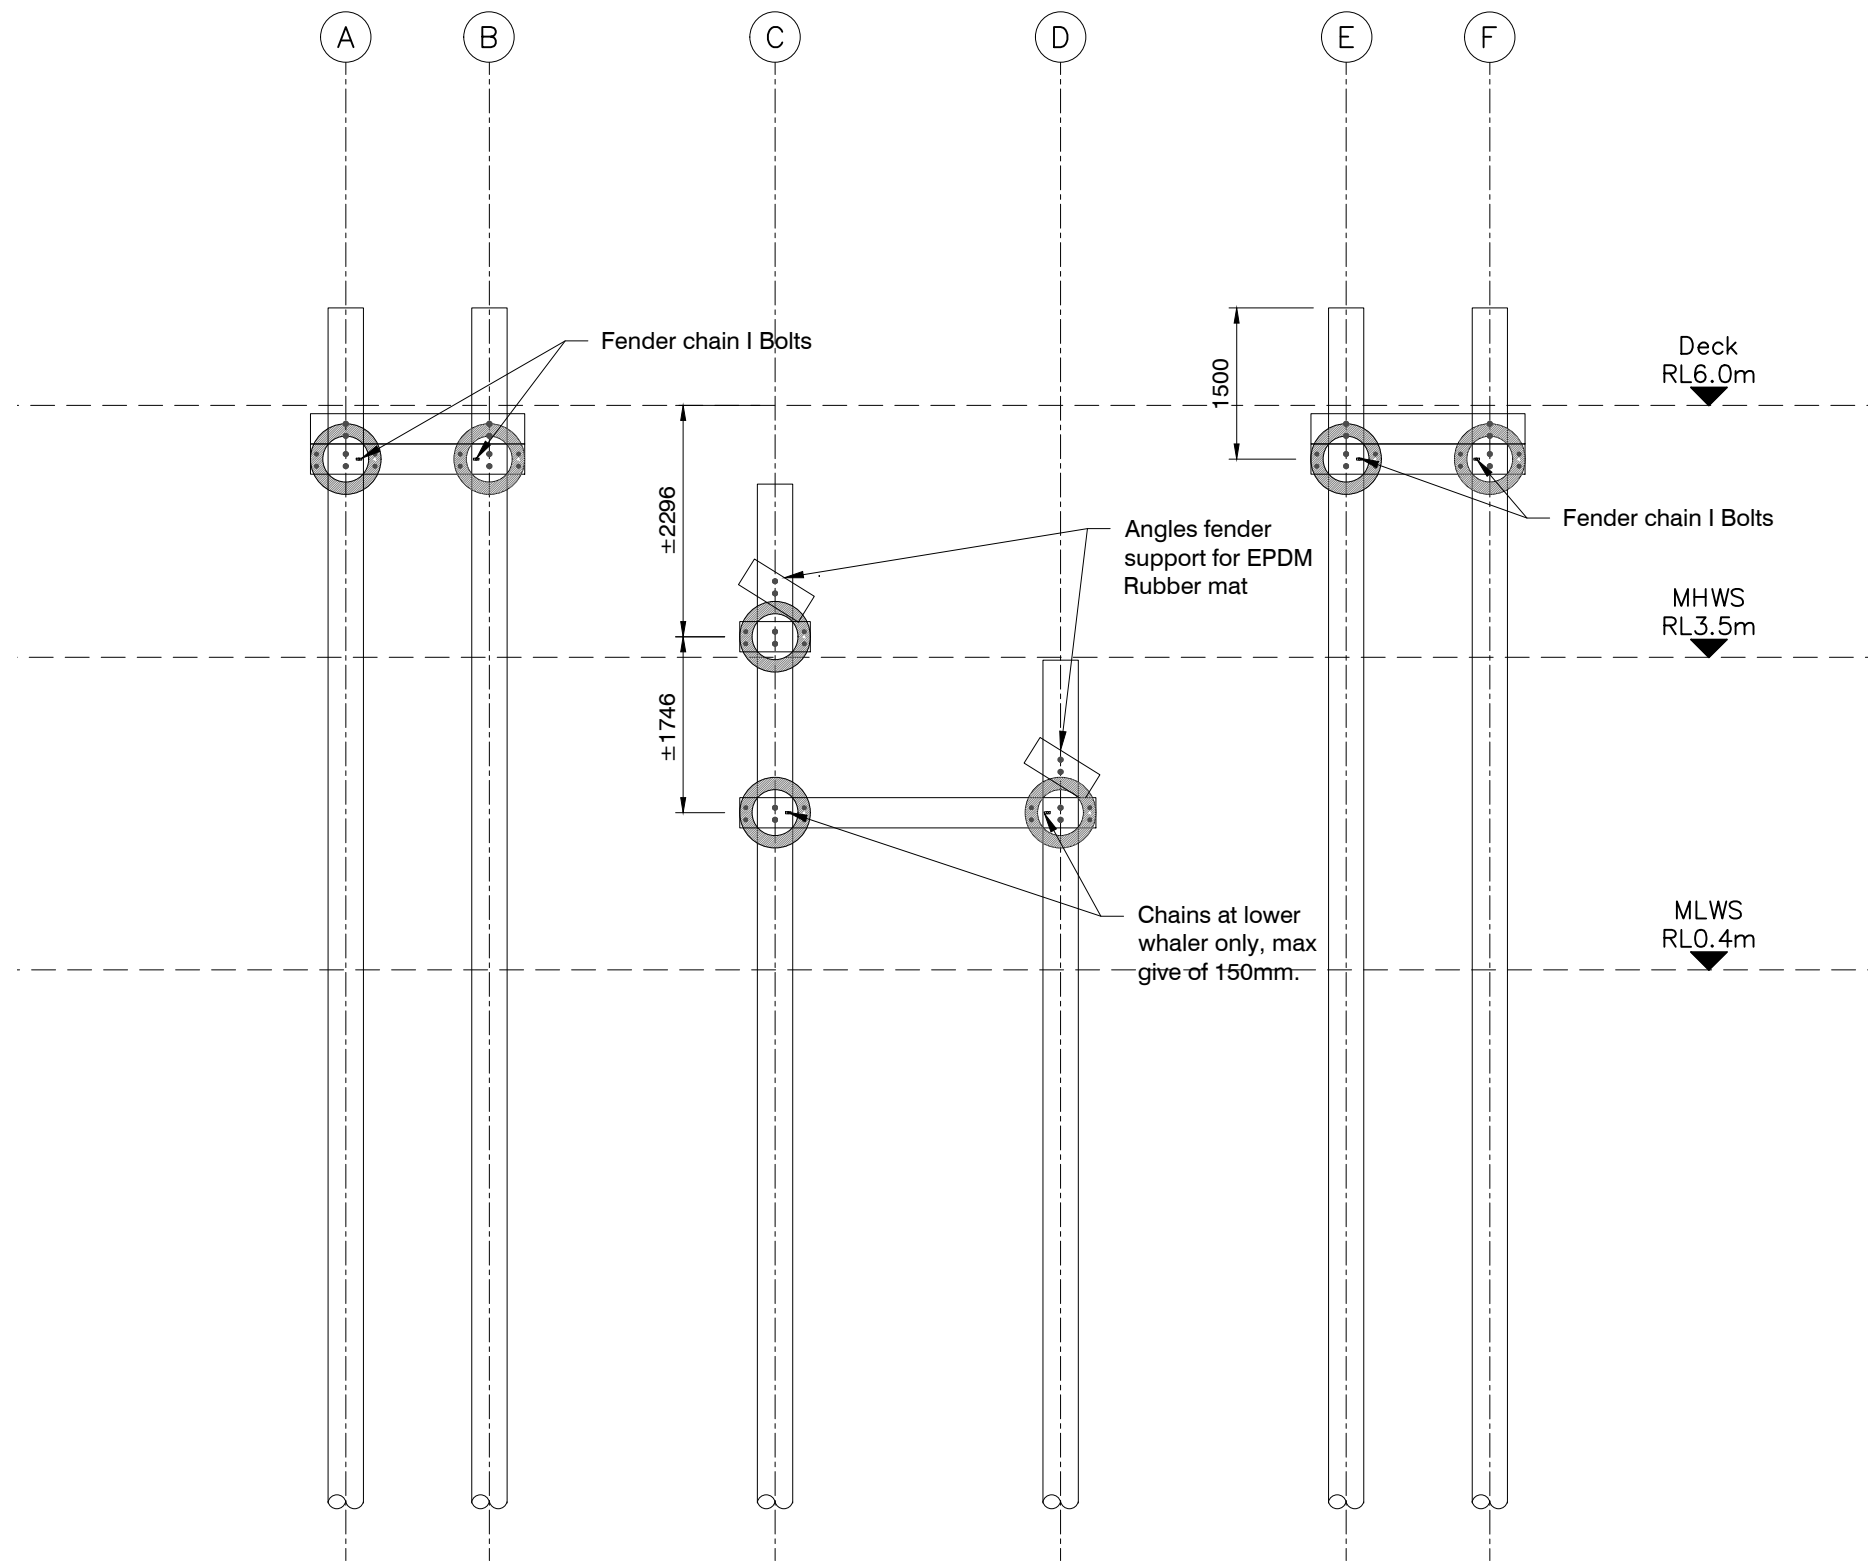 A B C D E F
Fender chain I Bolts
1500
Deck
RL6.0m
±2296
Angles fender
support for EPDM
Rubber mat
Fender chain I Bolts
MHWS
RL3.5m
±1746
Chains at lower
whaler only, max
give of 150mm.
MLWS
RL0.4m